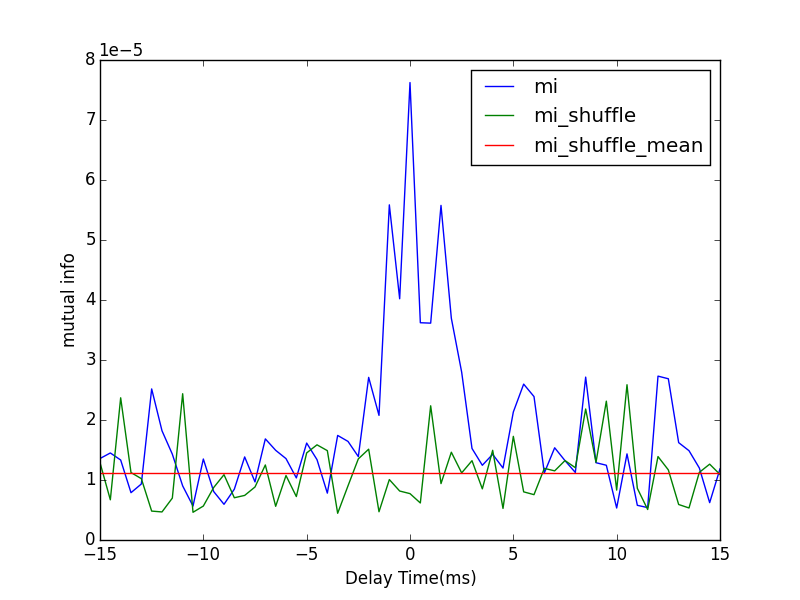 1e−5
8
7
6
5
4
3
2
1
0
mutual info
mi
mi_shuffle
mi_shuffle_mean
−15 −10 −5 0 5 10 15
Delay Time(ms)